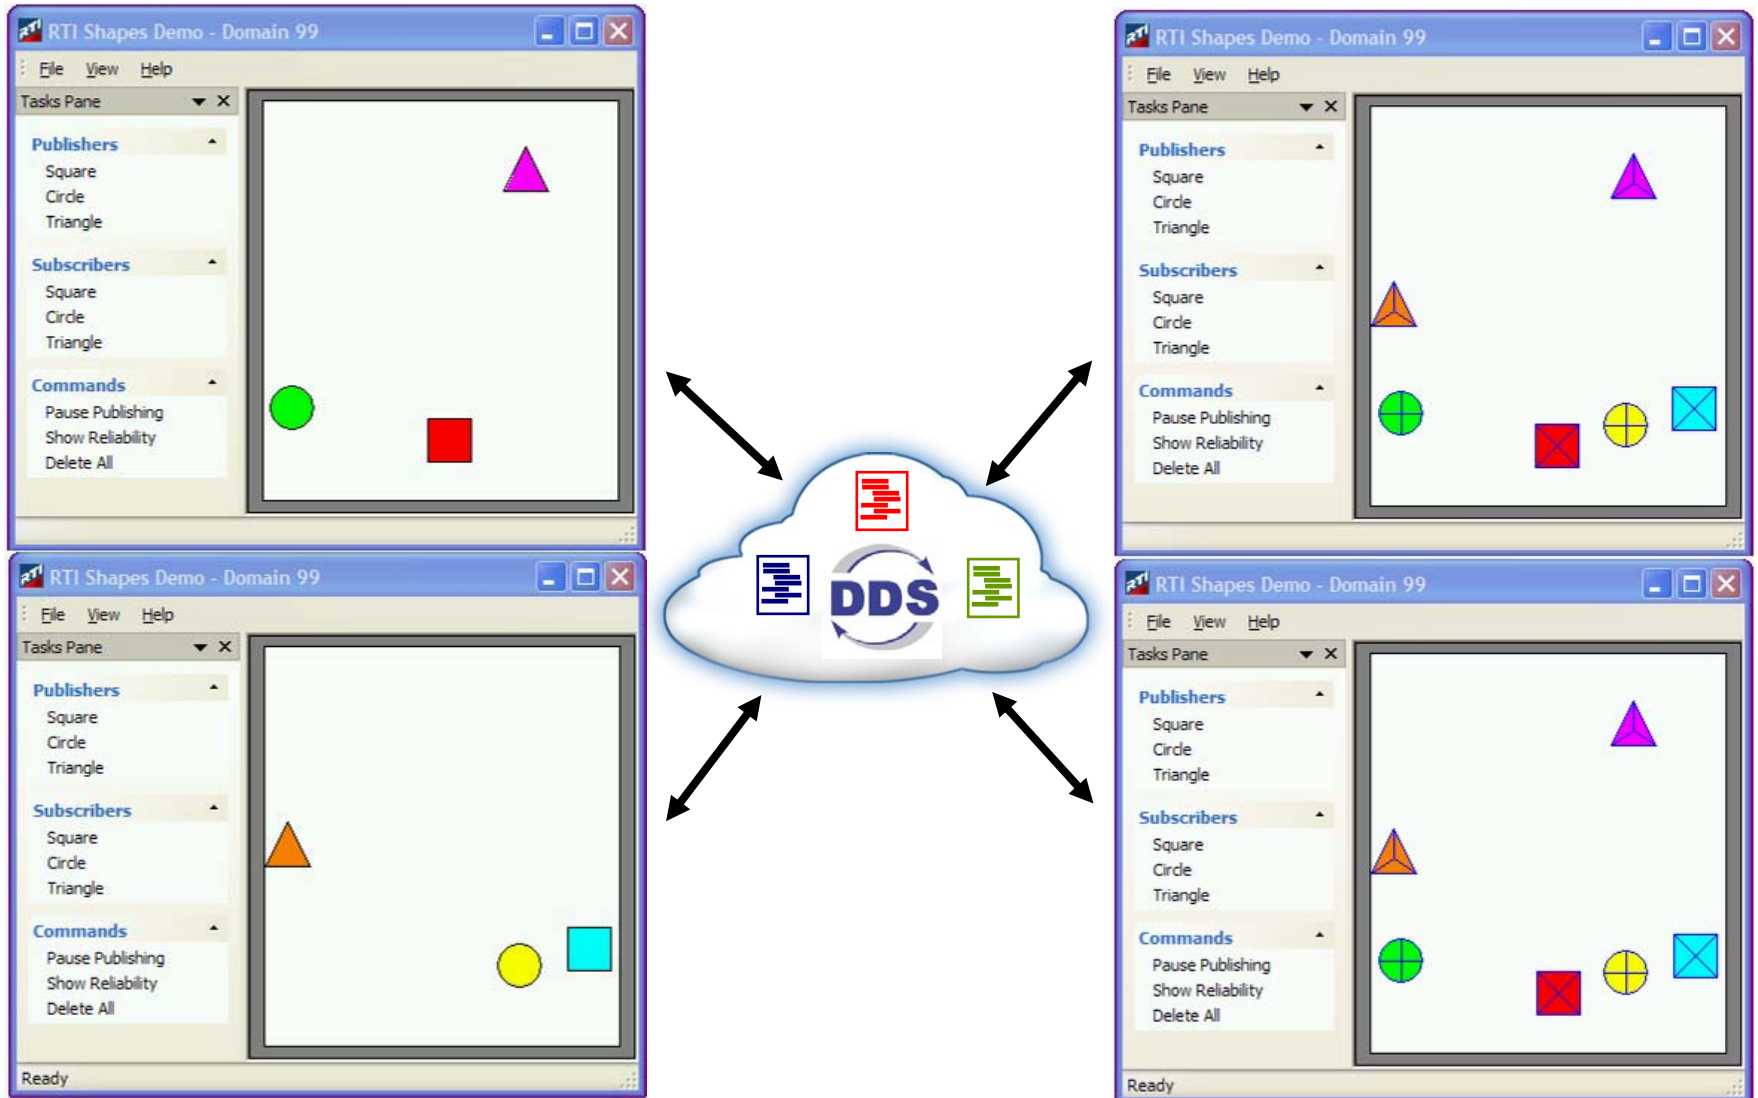 RTI Shapes Demo - Domain 99
File View Help
Tasks Pane
Publishers
Square
Circle
Triangle
Subscribers
Square
Circle
Triangle
Commands
Pause Publishing
Show Reliability
Delete All
RTI Shapes Demo - Domain 99
File View Help
Tasks Pane
Publishers
Square
Circle
Triangle
Subscribers
Square
Circle
Triangle
Commands
Pause Publishing
Show Reliability
Delete All
DDS
RTI Shapes Demo - Domain 99
File View Help
Tasks Pane
Publishers
Square
Circle
Triangle
Subscribers
Square
Circle
Triangle
Commands
Pause Publishing
Show Reliability
Delete All
Ready
RTI Shapes Demo - Domain 99
File View Help
Tasks Pane
Publishers
Square
Circle
Triangle
Subscribers
Square
Circle
Triangle
Commands
Pause Publishing
Show Reliability
Delete All
Ready